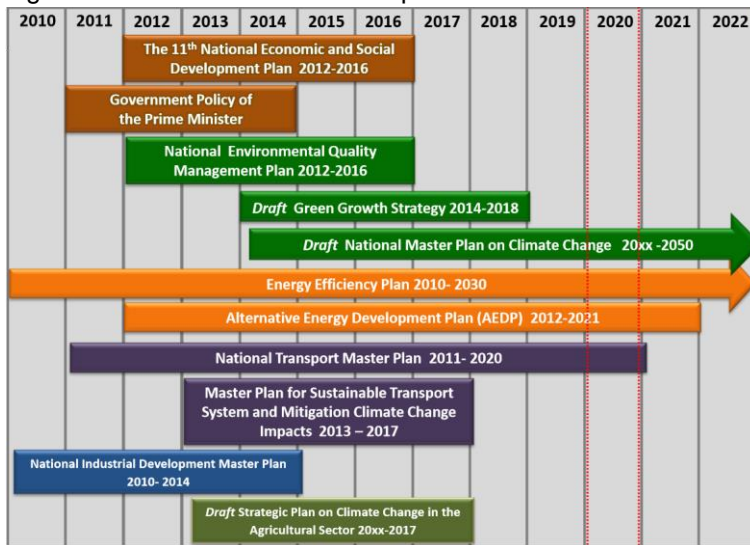 2010 2011 2012 2013 2014 2015 2016 2017 2018 2019 2020 2021 2022
The 11th National Economic and Social
Development Plan 2012-2016
Government Policy of
the Prime Minister
National Environmental Quality
Management Plan 2012-2016
Draft Green Growth Strategy 2014-2018
Draft National Master Plan on Climate Change 20xx -2050
Energy Efficiency Plan 2010- 2030
Alternative Energy Development Plan (AEDP) 2012-2021
National Transport Master Plan 2011- 2020
Master Plan for Sustainable Transport
System and Mitigation Climate Change
Impacts 2013 – 2017
National Industrial Development Master Plan
2010- 2014
Draft Strategic Plan on Climate Change in the
Agricultural Sector 20xx-2017